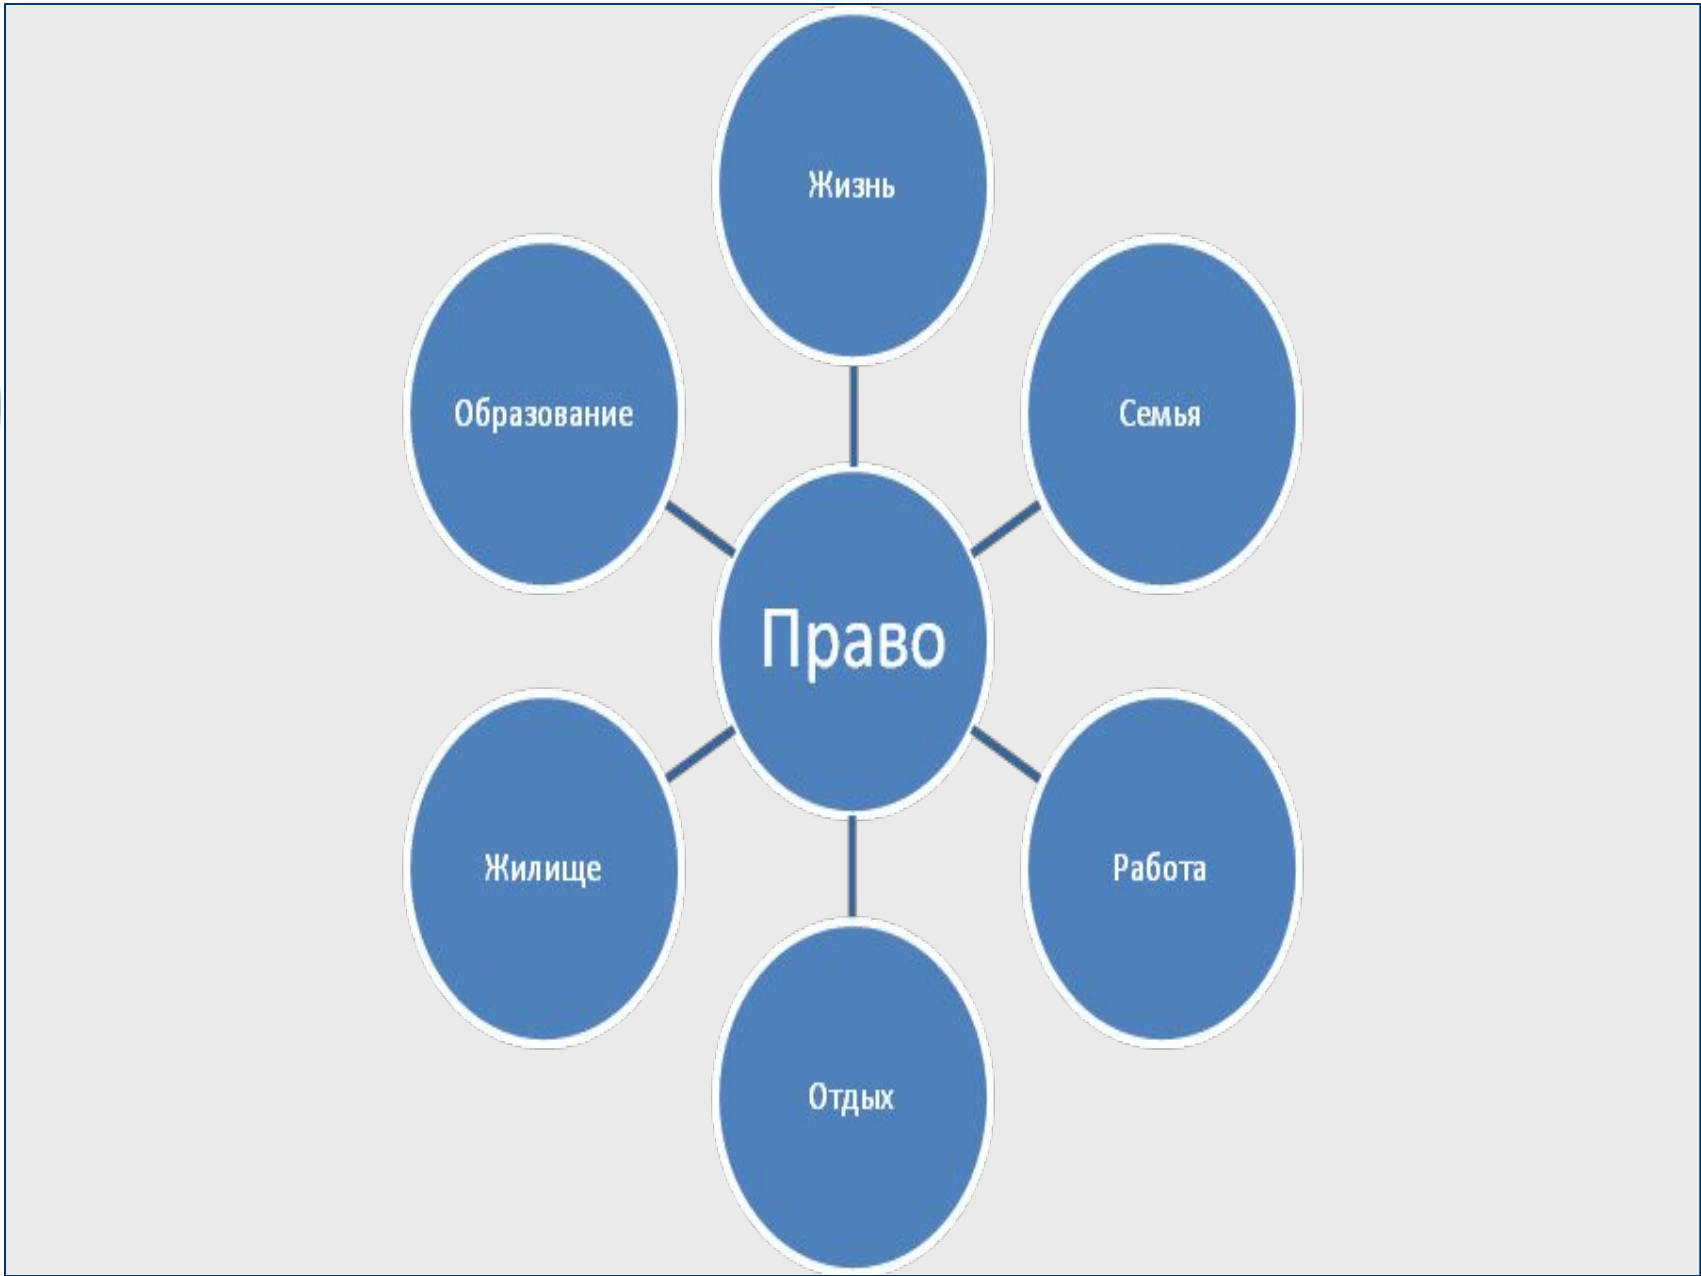 Жизнь
Образование
Семья
Право
Жилище
Работа
Отдых